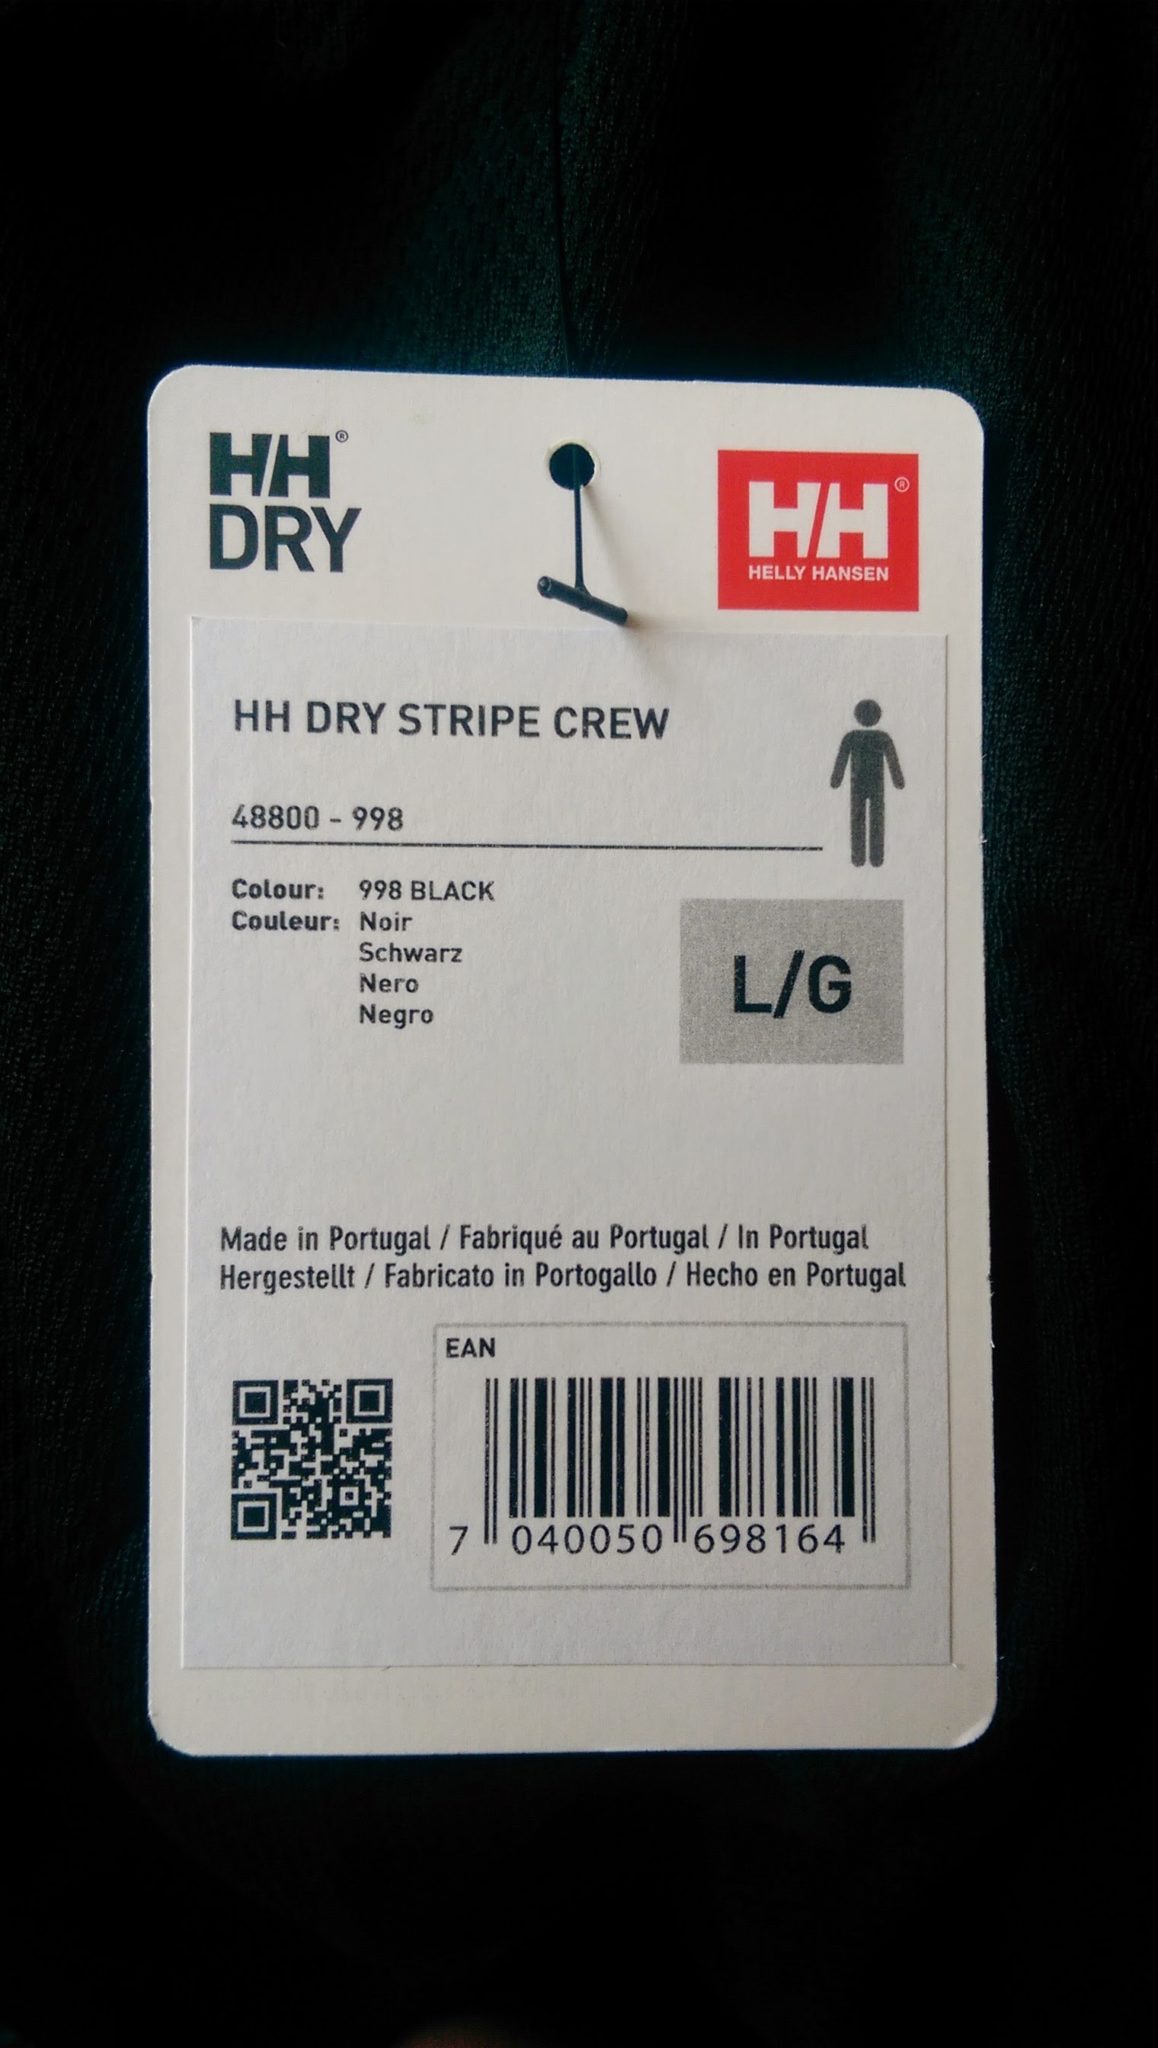 HH®
DRY
HH®
HELLY HANSEN
HH DRY STRIPE CREW
48800 - 998
Colour: 998 BLACK
Couleur: Noir
Schwarz
Nero
Negro
L/G
Made in Portugal / Fabriqué au Portugal / In Portugal
Hergestellt / Fabricato in Portogallo / Hecho en Portugal
EAN
7 040050 698164